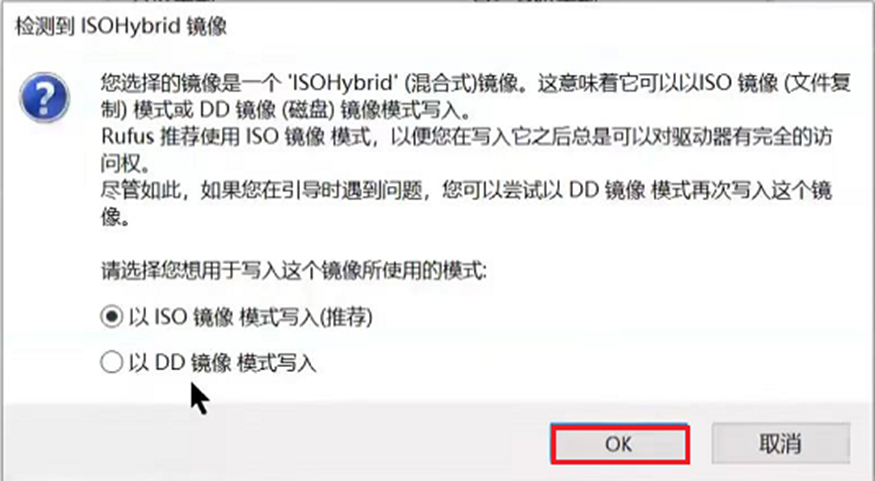 检测到 ISOHybrid 镜像
您选择的镜像是一个 'ISOHybrid' (混合式)镜像。这意味着它可以以ISO 镜像 (文件复
制) 模式或 DD 镜像 (磁盘) 镜像模式写入。
Rufus 推荐使用 ISO 镜像 模式，以便您在写入它之后总是可以对驱动器有完全的访
问权。
尽管如此，如果您在引导时遇到问题，您可以尝试以 DD 镜像 模式再次写入这个镜
像。
请选择您想用于写入这个镜像所使用的模式:
以 ISO 镜像 模式写入(推荐)
以 DD 镜像 模式写入
OK
取消